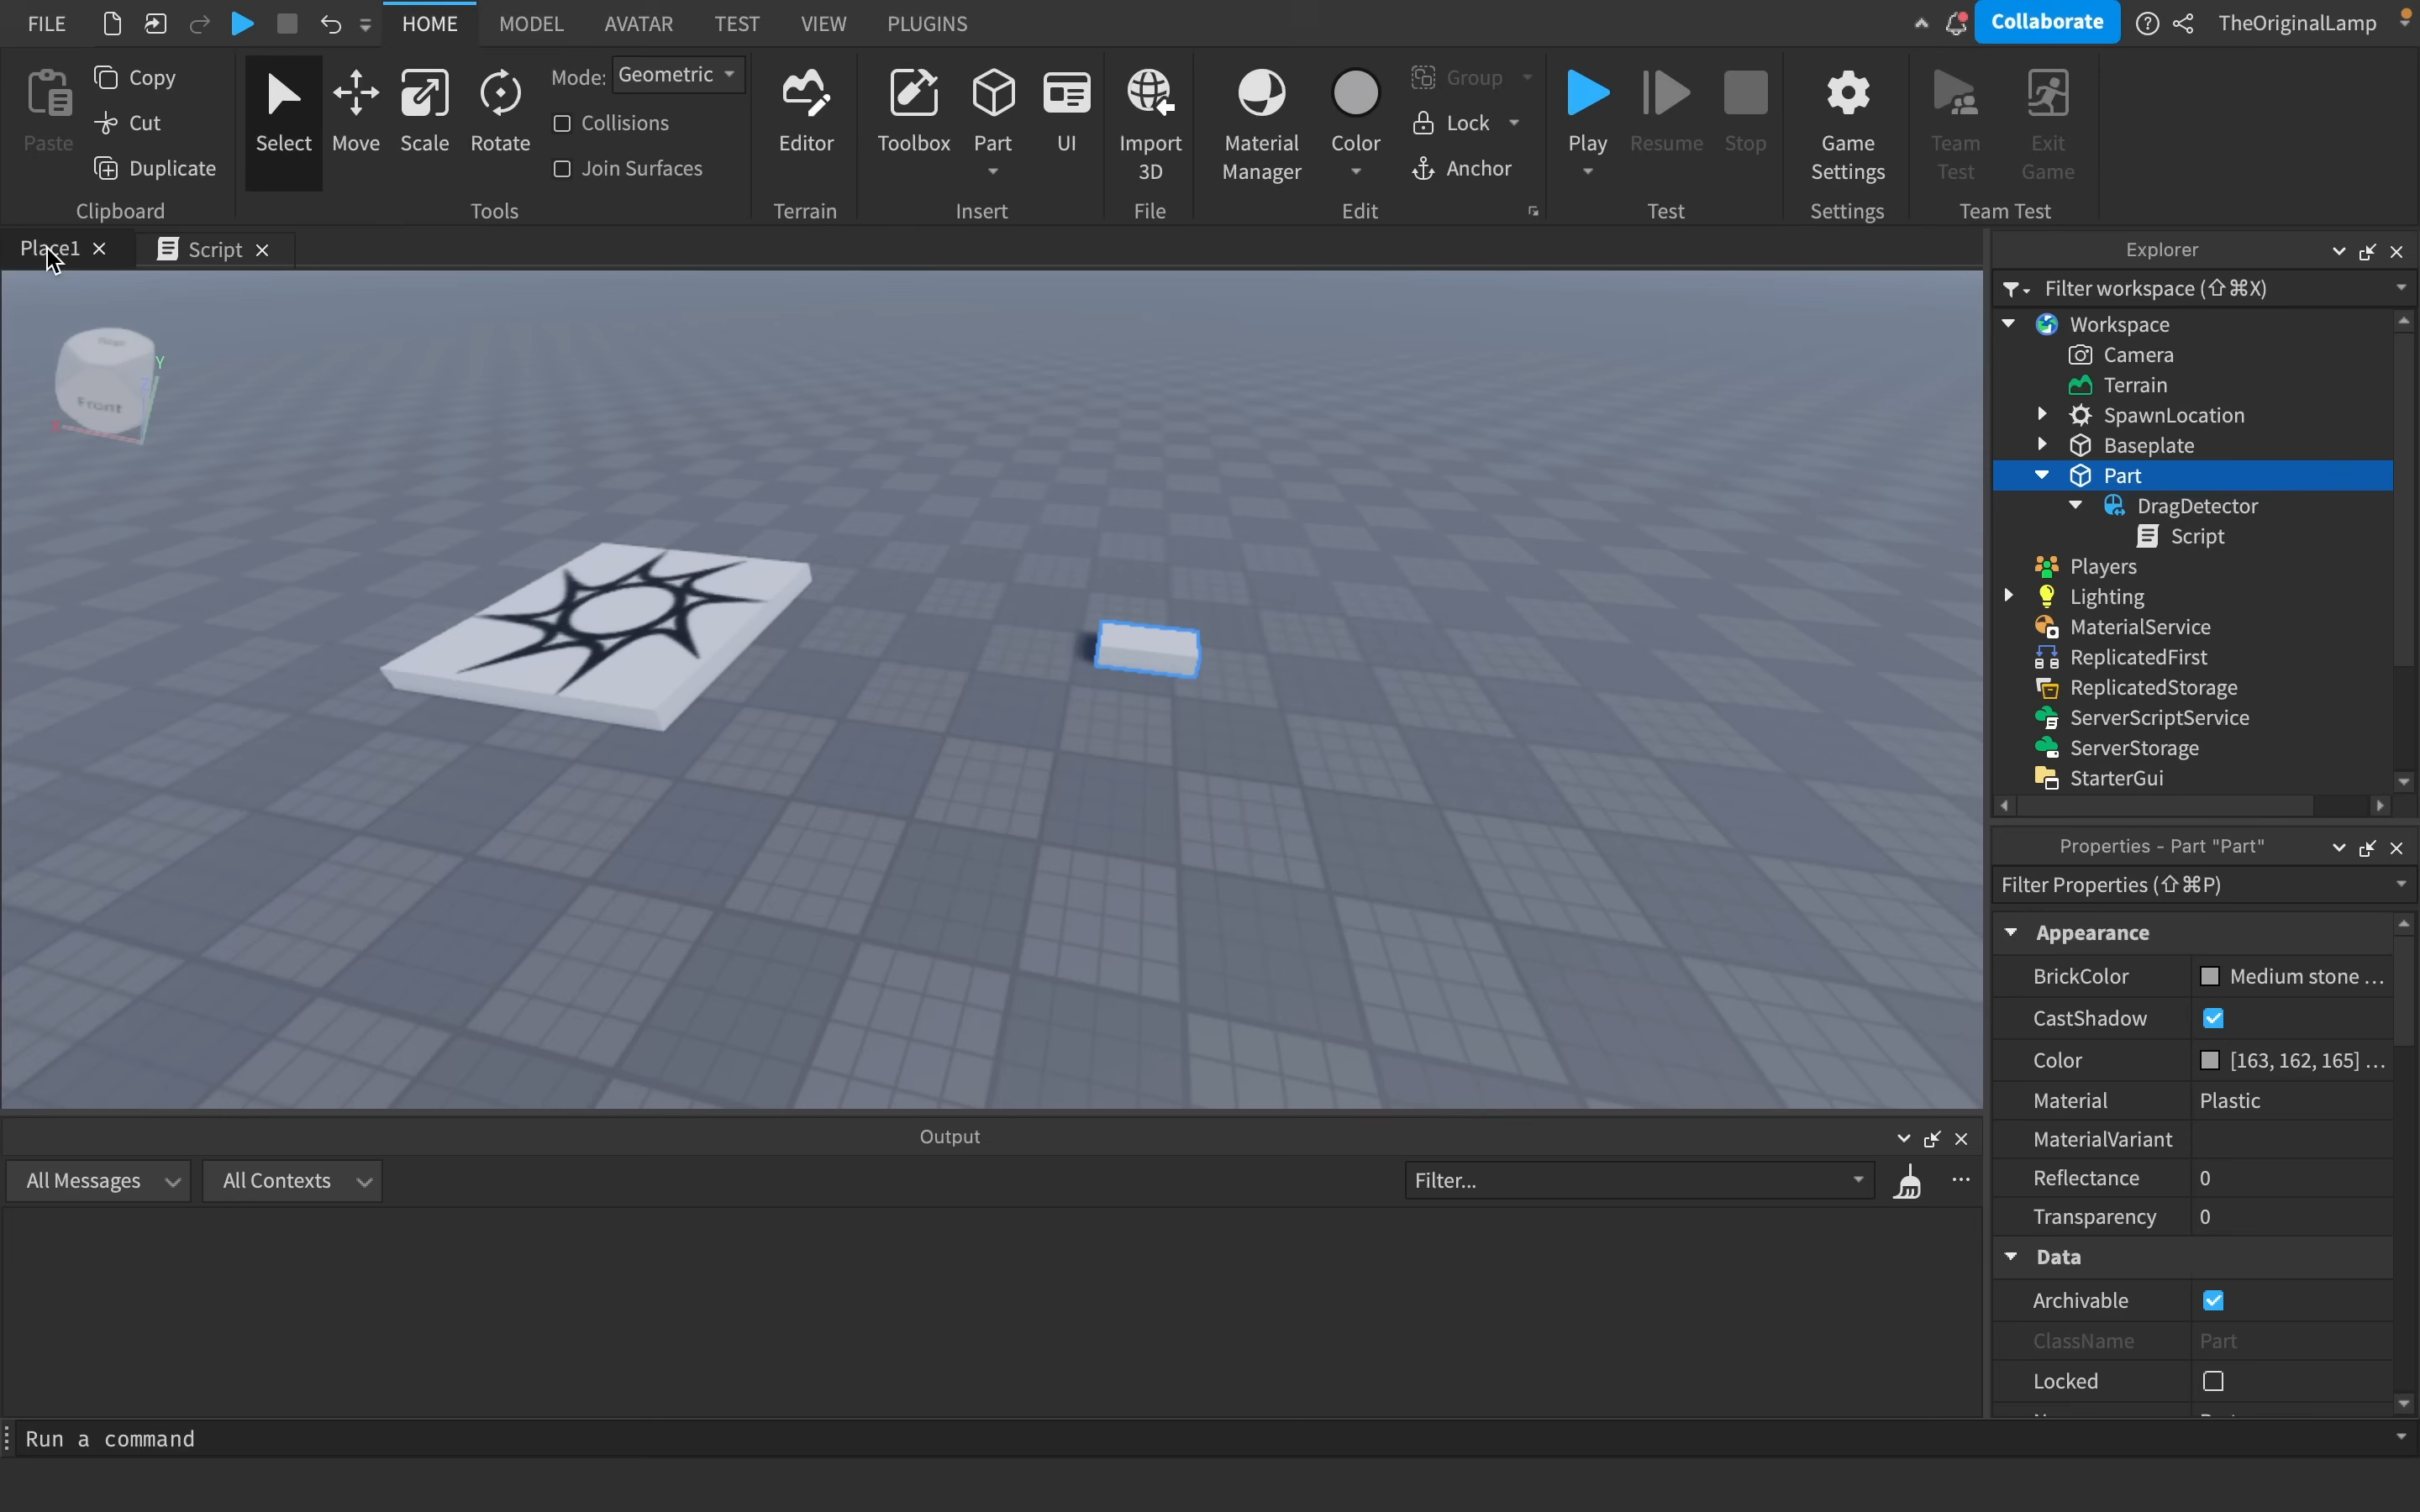 FILE
HOME
MODEL
AVATAR
TEST
VIEW
PLUGINS
Collaborate
TheOriginalLamp
Paste
Copy
Cut
Duplicate
Clipboard
Select
Move
Scale
Rotate
Mode: Geometric
Collisions
Join Surfaces
Tools
Editor
Terrain
Toolbox
Part
UI
Insert
Import
3D
File
Material
Manager
Color
Group
Lock
Anchor
Edit
Play
Resume
Stop
Test
Game
Settings
Settings
Team
Test
Exit
Game
Team Test
Place1
Script
Front
X
Y
Z
Explorer
Filter workspace (⇧⌘X)
Workspace
Camera
Terrain
SpawnLocation
Baseplate
Part
DragDetector
Script
Players
Lighting
MaterialService
ReplicatedFirst
ReplicatedStorage
ServerScriptService
ServerStorage
StarterGui
Properties - Part "Part"
Filter Properties (⇧⌘P)
Appearance
BrickColor Medium stone ...
CastShadow
Color [163, 162, 165] ...
Material Plastic
MaterialVariant
Reflectance 0
Transparency 0
Data
Archivable
ClassName Part
Locked
Output
All Messages
All Contexts
Filter...
Run a command